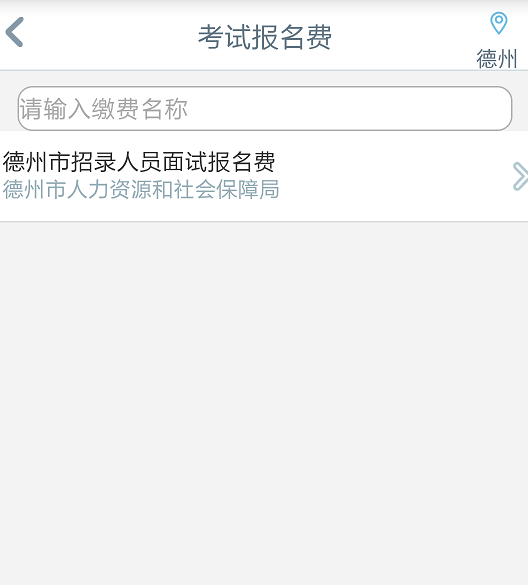 考试报名费
德州
请输入缴费名称
德州市招录人员面试报名费
德州市人力资源和社会保障局